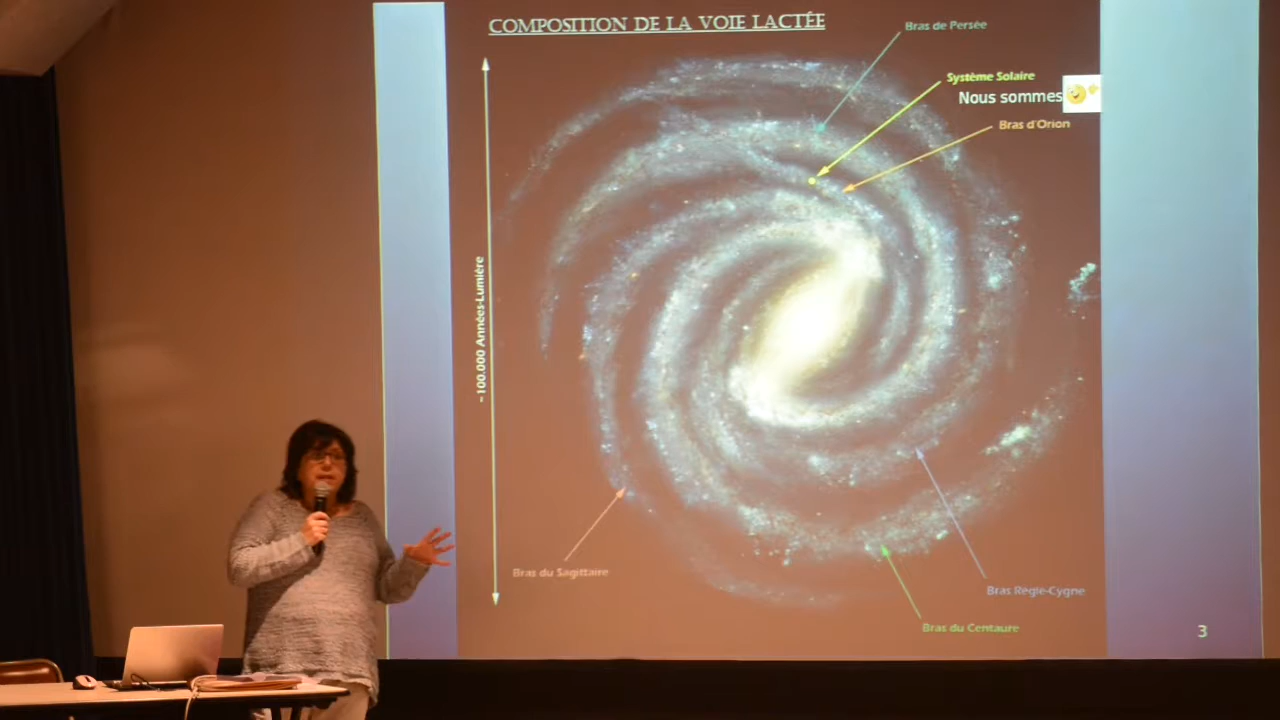 COMPOSITION DE LA VOIE LACTÉE
Bras de Persée
Système Solaire
Nous sommes
Bras d'Orion
~100.000 Années-Lumière
Bras du Sagittaire
Bras Règle-Cygne
Bras du Centaure
3